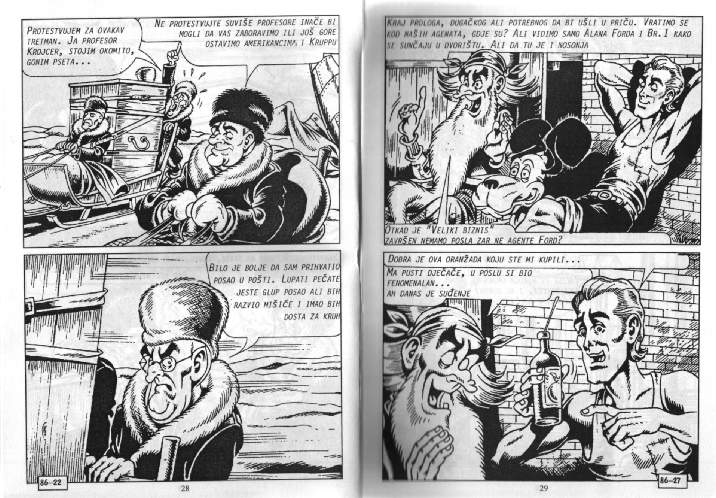 PROTESTVUJEM ZA OVAKAV
TRETMAN. JA PROFESOR
KROJCER, STOJIM OKOMITO,
GONIM PSETA...
NE PROTESTVUJTE SUVIŠE PROFESORE INAČE BI
MOGLI DA VAS ZABORAVIMO ILI JOŠ GORE
OSTAVIMO AMERIKANCIMA I KRUPPU
BILO JE BOLJE DA SAM PRIHVATIO
POSAO U POŠTI. LUPATI PEČATE
JESTE GLUP POSAO ALI BIH
RAZVIO MIŠIĆE I IMAO BIH
DOSTA ZA KRUH
86-22
28
KRAJ PROLOGA, DUGAČKOG ALI POTREBNOG DA BI UŠLI U PRIČU. VRATIMO SE
KOD NAŠIH AGENATA, GDJE SU? ALI VIDIMO SAMO ALANA FORDA I BR.1 KAKO
SE SUNČAJU U DVORIŠTU. ALI DA TU JE I NOSONJA
OTKAD JE "VELIKI BIZNIS"
ZAVRŠEN NEMAMO POSLA ZAR NE AGENTE FORD?
DOBRA JE OVA ORANŽADA KOJU STE MI KUPILI...
MA PUSTI DJEČAČE, U POSLU SI BIO
FENOMENALAN...
AH DANAS JE SUĐENJE
29
86-27